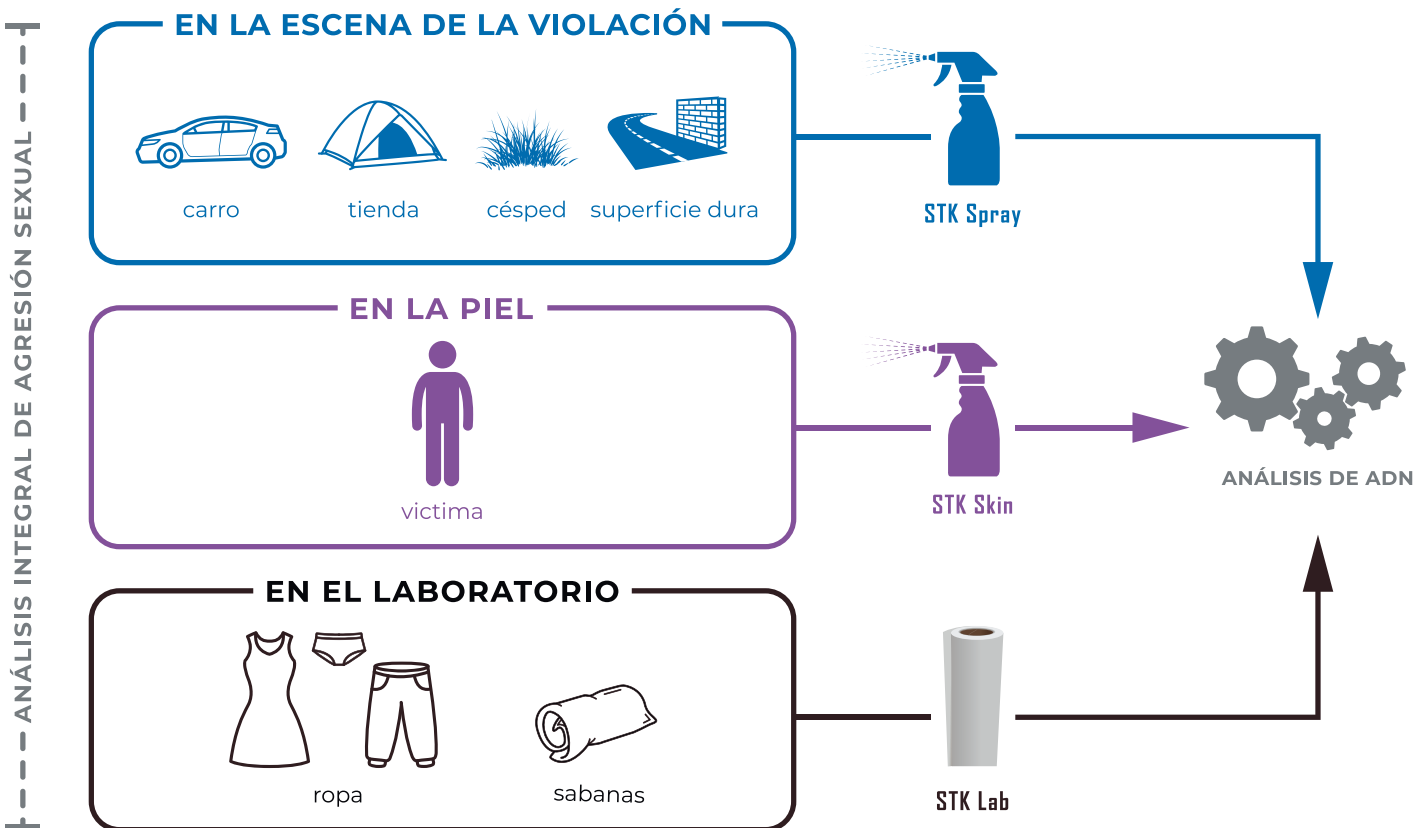 ANÁLISIS INTEGRAL DE AGRESIÓN SEXUAL
EN LA ESCENA DE LA VIOLACIÓN
carro
tienda
césped
superficie dura
STK Spray
EN LA PIEL
victima
STK Skin
ANÁLISIS DE ADN
EN EL LABORATORIO
ropa
sabanas
STK Lab